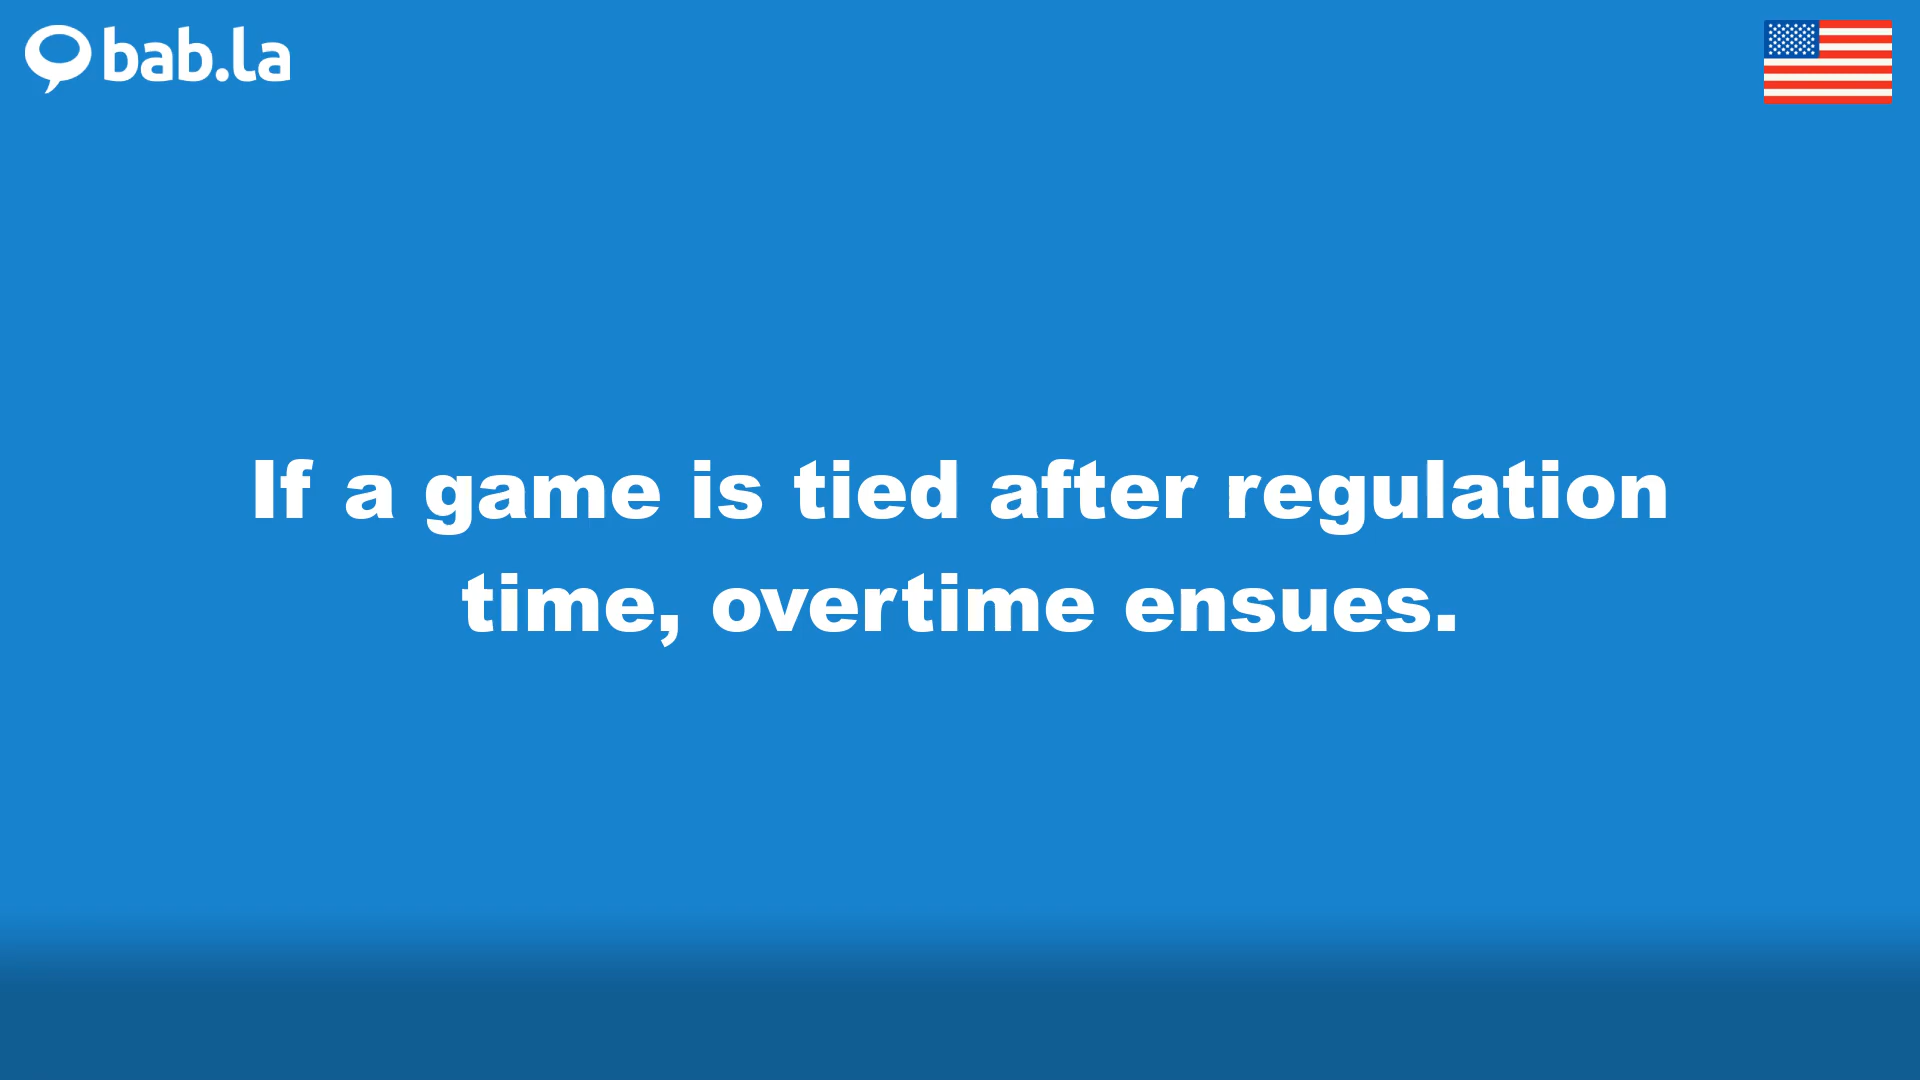 bab.la
If a game is tied after regulation
time, overtime ensues.